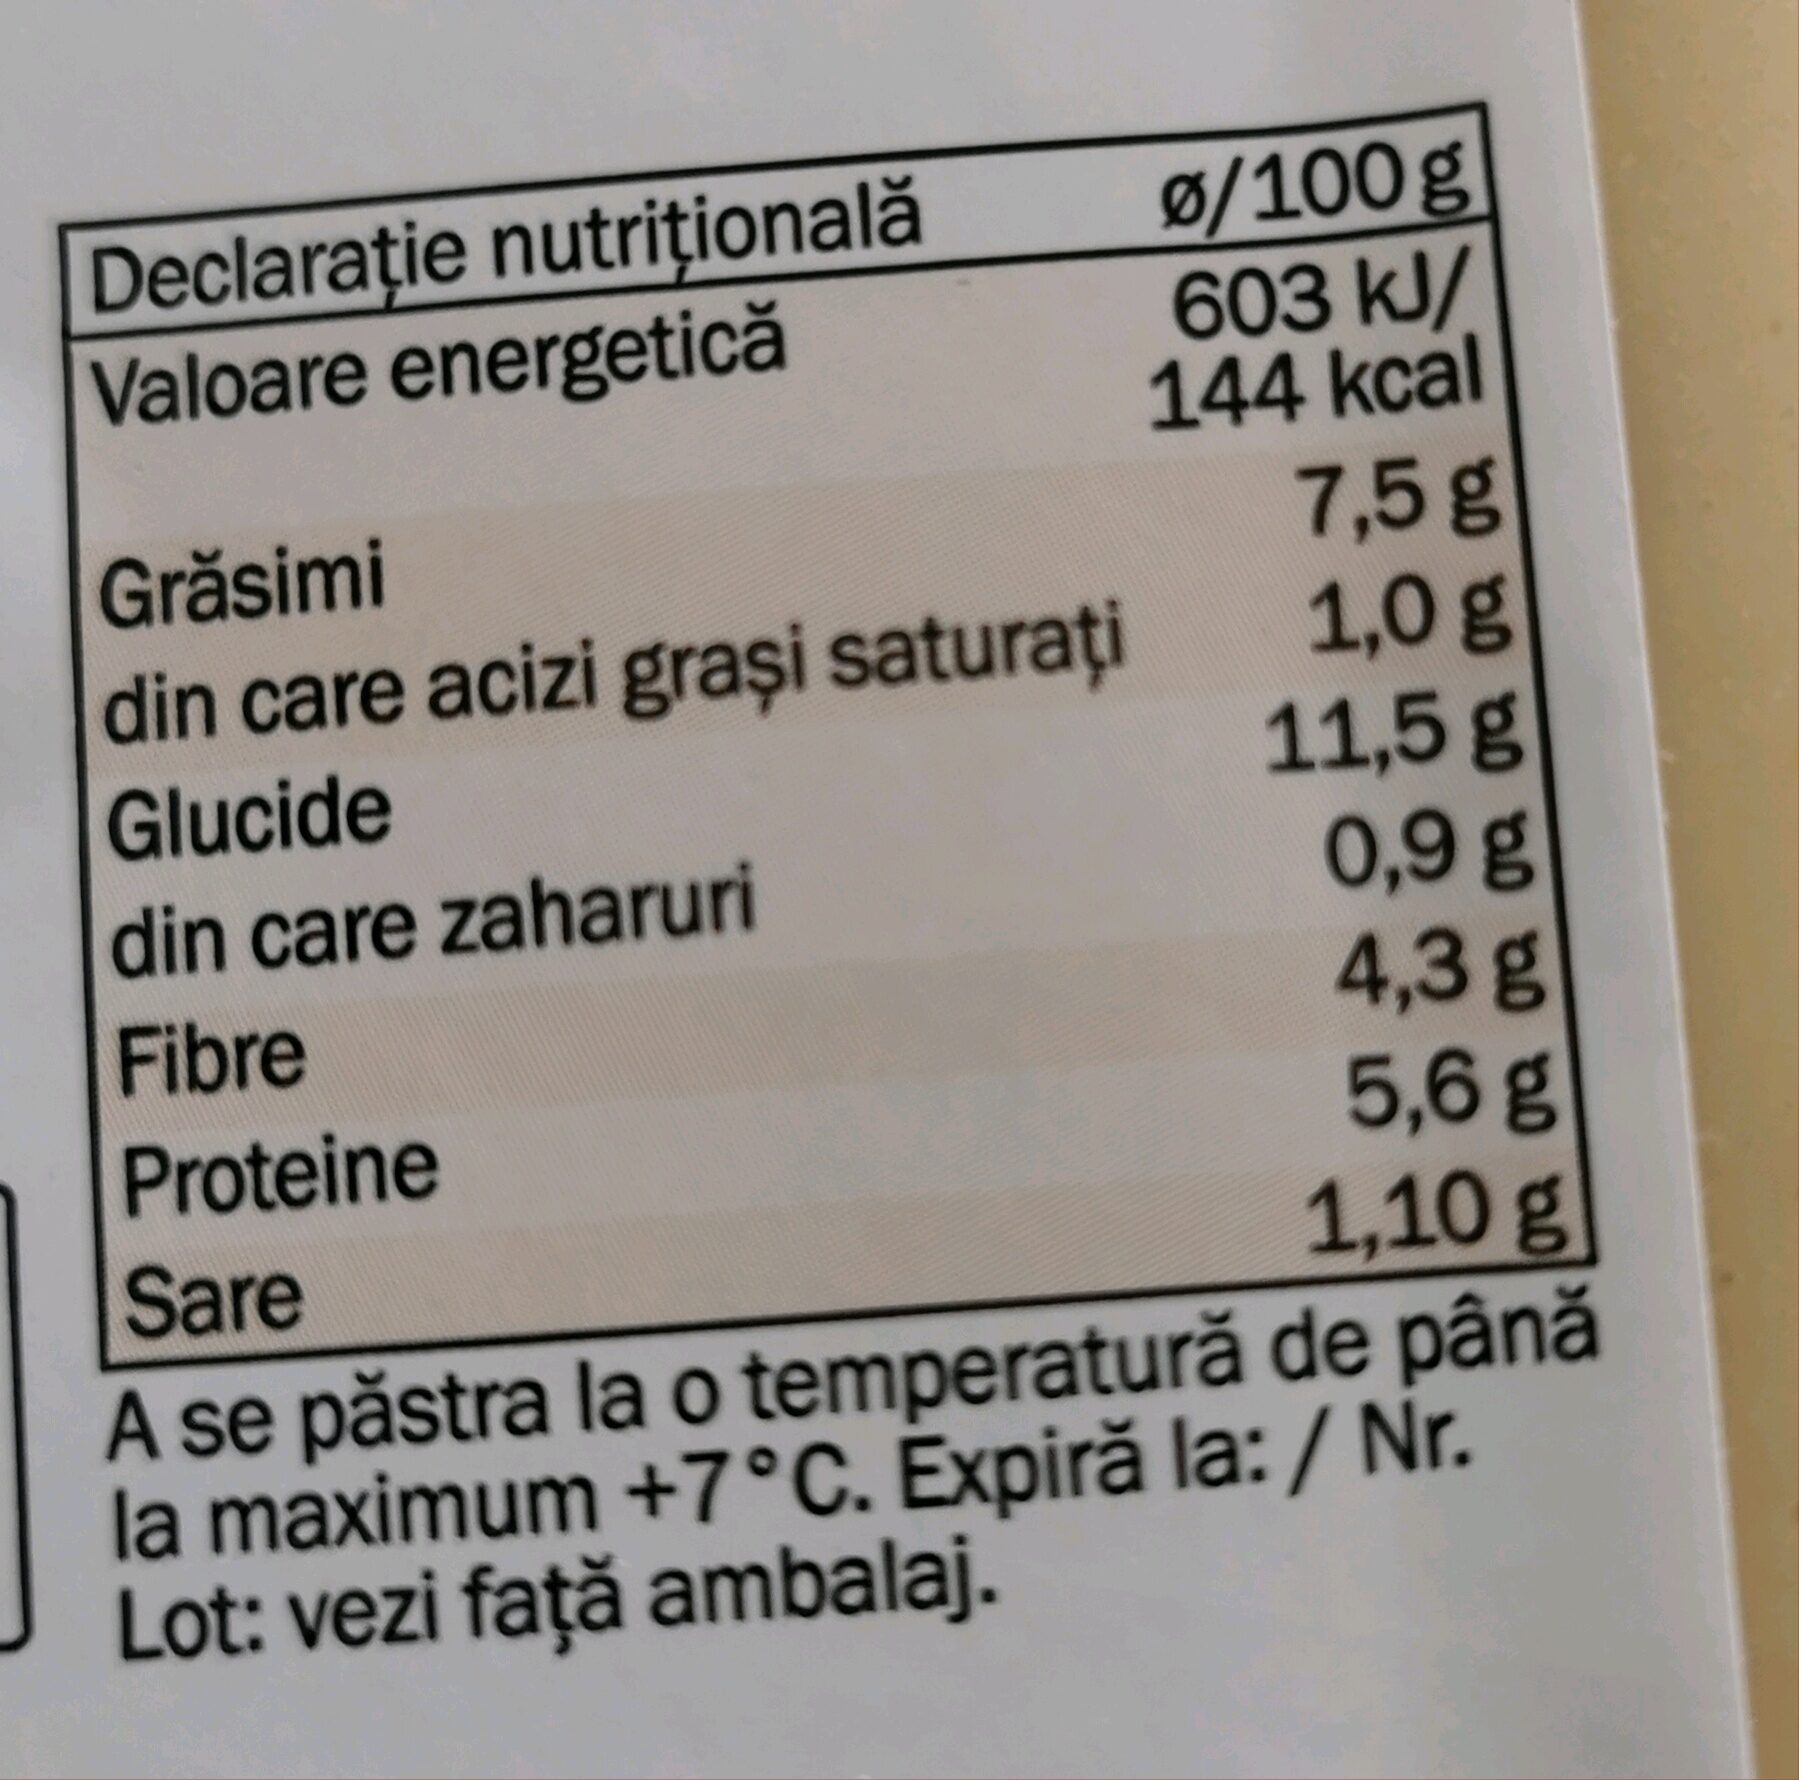 Declarație nutrițională ø/100 g
Valoare energetică 603 kJ/
144 kcal
Grăsimi 7,5 g
din care acizi grași saturați 1,0 g
Glucide 11,5 g
din care zaharuri 0,9 g
Fibre 4,3 g
Proteine 5,6 g
Sare 1,10 g
A se păstra la o temperatură de până
la maximum +7°C. Expiră la: / Nr.
Lot: vezi față ambalaj.